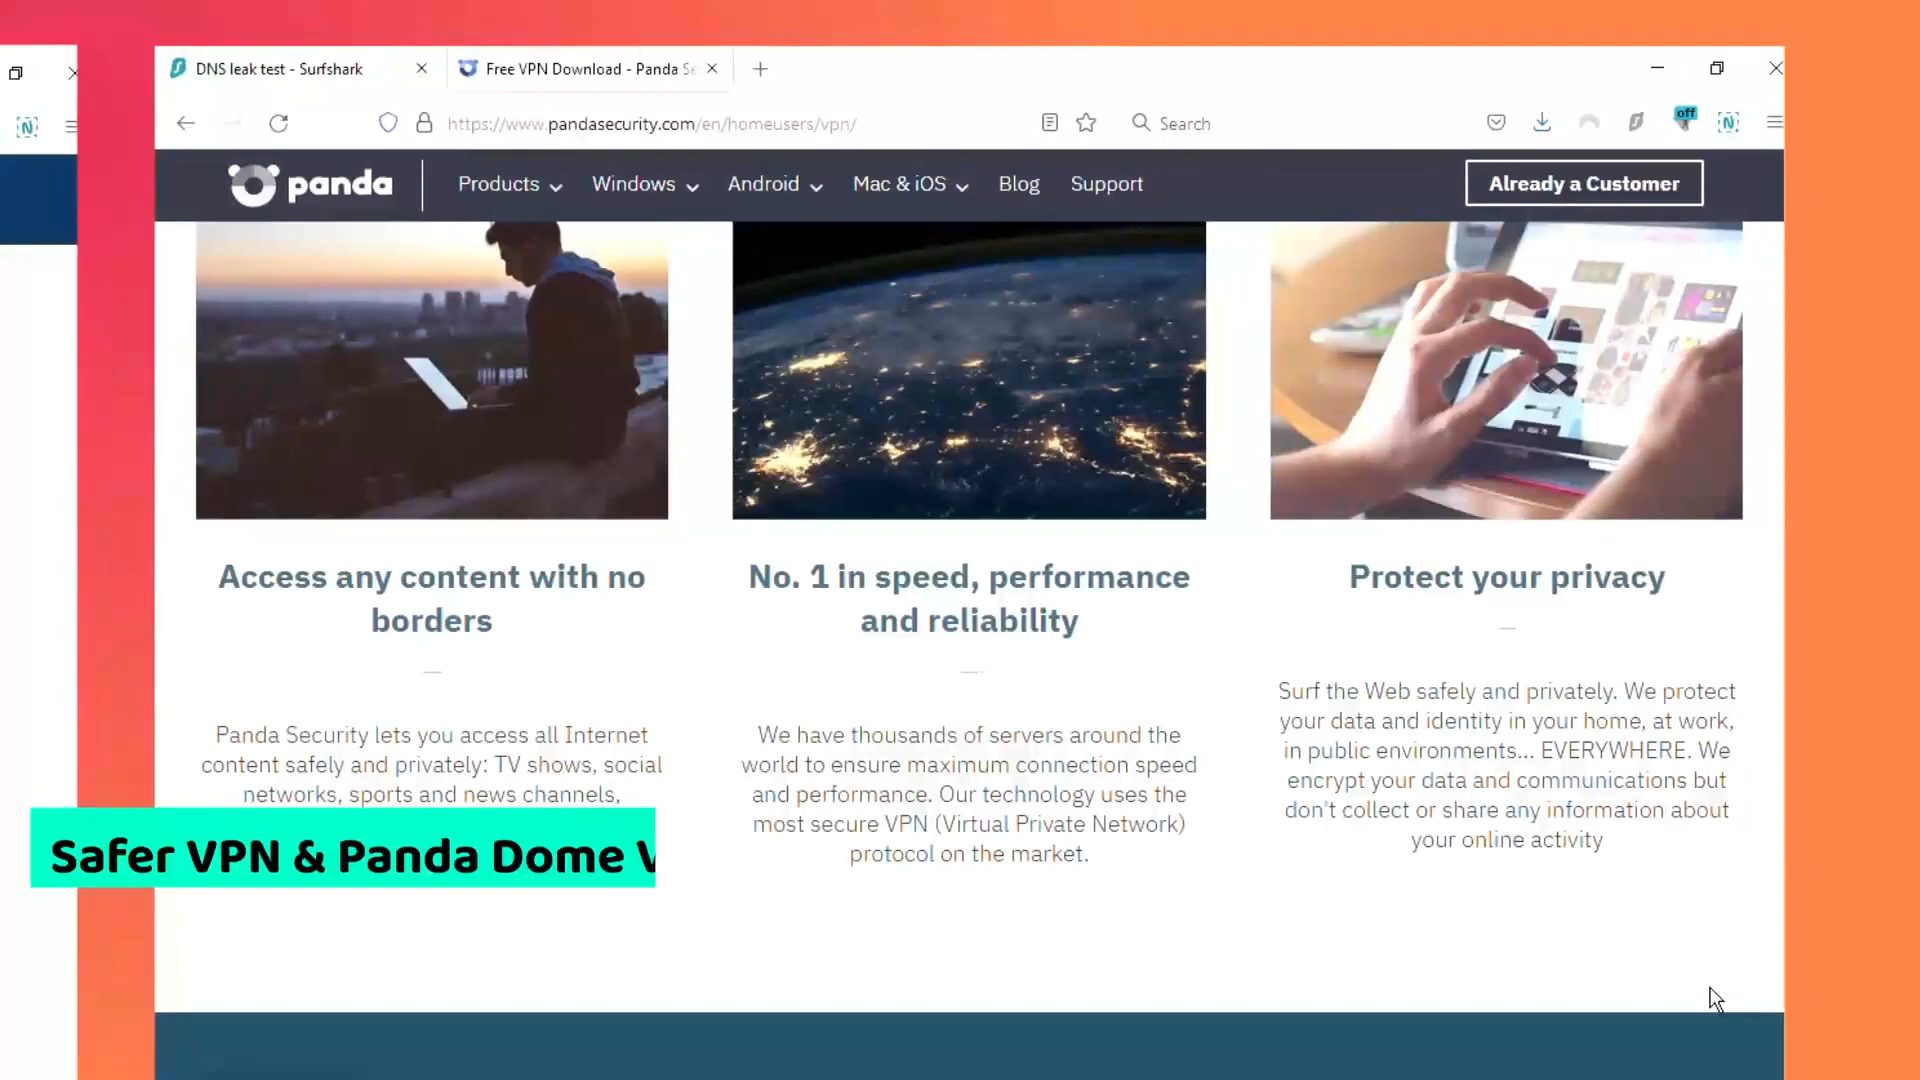 DNS leak test - Surfshark
Free VPN Download - Panda Se
https://www.pandasecurity.com/en/homeusers/vpn/
Search
off
N
N
panda
Products
Windows
Android
Mac & iOS
Blog
Support
Already a Customer
Access any content with no
borders
Panda Security lets you access all Internet
content safely and privately: TV shows, social
networks, sports and news channels,
No. 1 in speed, performance
and reliability
We have thousands of servers around the
world to ensure maximum connection speed
and performance. Our technology uses the
most secure VPN (Virtual Private Network)
protocol on the market.
Protect your privacy
Surf the Web safely and privately. We protect
your data and identity in your home, at work,
in public environments... EVERYWHERE. We
encrypt your data and communications but
don't collect or share any information about
your online activity
Safer VPN & Panda Dome V